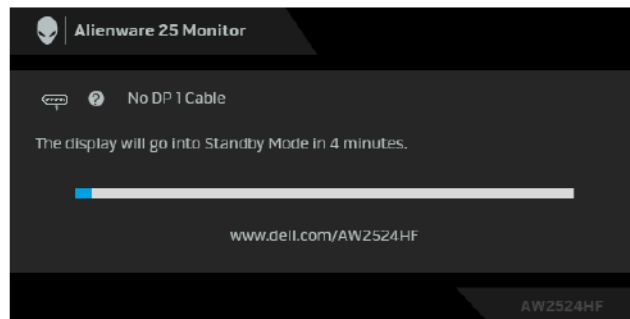 Alienware 25 Monitor
No DP 1 Cable
The display will go into Standby Mode in 4 minutes.
www.dell.com/AW2524HF
AW2524HF